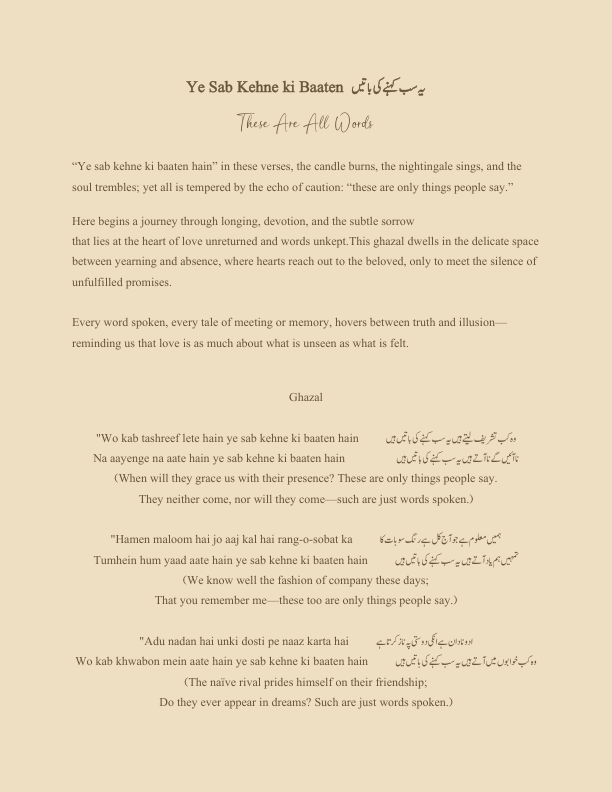 Ye Sab Kehne ki Baaten یہ سب کہنے کی باتیں
These Are All Words
“Ye sab kehne ki baaten hain” in these verses, the candle burns, the nightingale sings, and the
soul trembles; yet all is tempered by the echo of caution: “these are only things people say.”
Here begins a journey through longing, devotion, and the subtle sorrow
that lies at the heart of love unreturned and words unkept.This ghazal dwells in the delicate space
between yearning and absence, where hearts reach out to the beloved, only to meet the silence of
unfulfilled promises.
Every word spoken, every tale of meeting or memory, hovers between truth and illusion—
reminding us that love is as much about what is unseen as what is felt.
Ghazal
"Wo kab tashreef lete hain ye sab kehne ki baaten hain وہ کب تشریف لیتے ہیں یہ سب کہنے کی باتیں ہیں
Na aayenge na aate hain ye sab kehne ki baaten hain نا آئیں گے نا آتے ہیں یہ سب کہنے کی باتیں ہیں
(When will they grace us with their presence? These are only things people say.
They neither come, nor will they come—such are just words spoken.)
"Hamen maloom hai jo aaj kal hai rang-o-sobat ka ہمیں معلوم ہے جو آج کل ہے رنگ سو بات کا
Tumhein hum yaad aate hain ye sab kehne ki baaten hain تمہیں ہم یاد آتے ہیں یہ سب کہنے کی باتیں ہیں
(We know well the fashion of company these days;
That you remember me—these too are only things people say.)
"Adu nadan hai unki dosti pe naaz karta hai ادو نادان ہے انکی دوستی پہ ناز کرتا ہے
Wo kab khwabon mein aate hain ye sab kehne ki baaten hain وہ کب خوابوں میں آتے ہیں یہ سب کہنے کی باتیں ہیں
(The naïve rival prides himself on their friendship;
Do they ever appear in dreams? Such are just words spoken.)